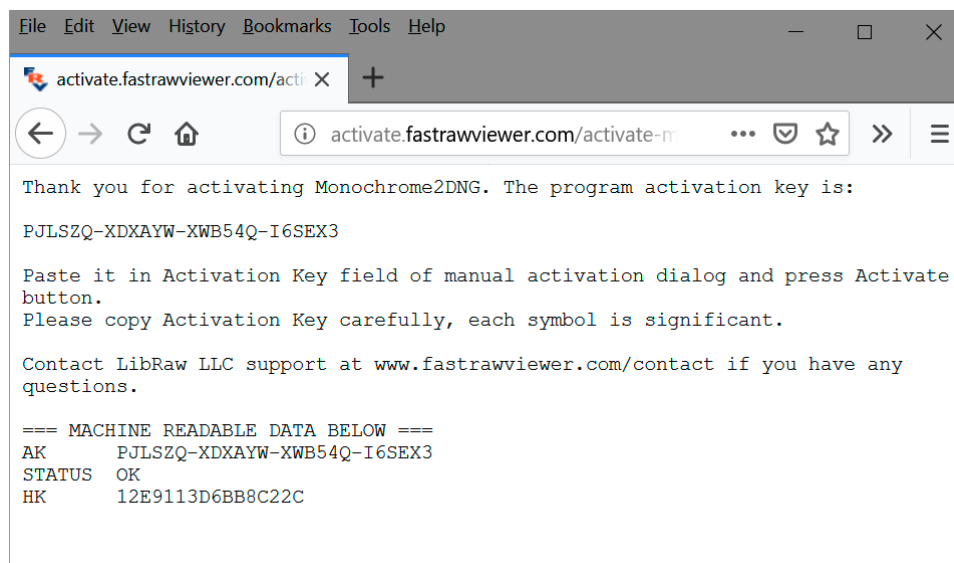 File Edit View History Bookmarks Tools Help
activate.fastrawviewer.com/acti
activate.fastrawviewer.com/activate-m
Thank you for activating Monochrome2DNG. The program activation key is:
PJLSZQ-XDXAYW-XWB54Q-I6SEX3
Paste it in Activation Key field of manual activation dialog and press Activate
button.
Please copy Activation Key carefully, each symbol is significant.
Contact LibRaw LLC support at www.fastrawviewer.com/contact if you have any
questions.
=== MACHINE READABLE DATA BELOW ===
AK PJLSZQ-XDXAYW-XWB54Q-I6SEX3
STATUS OK
HK 12E9113D6BB8C22C